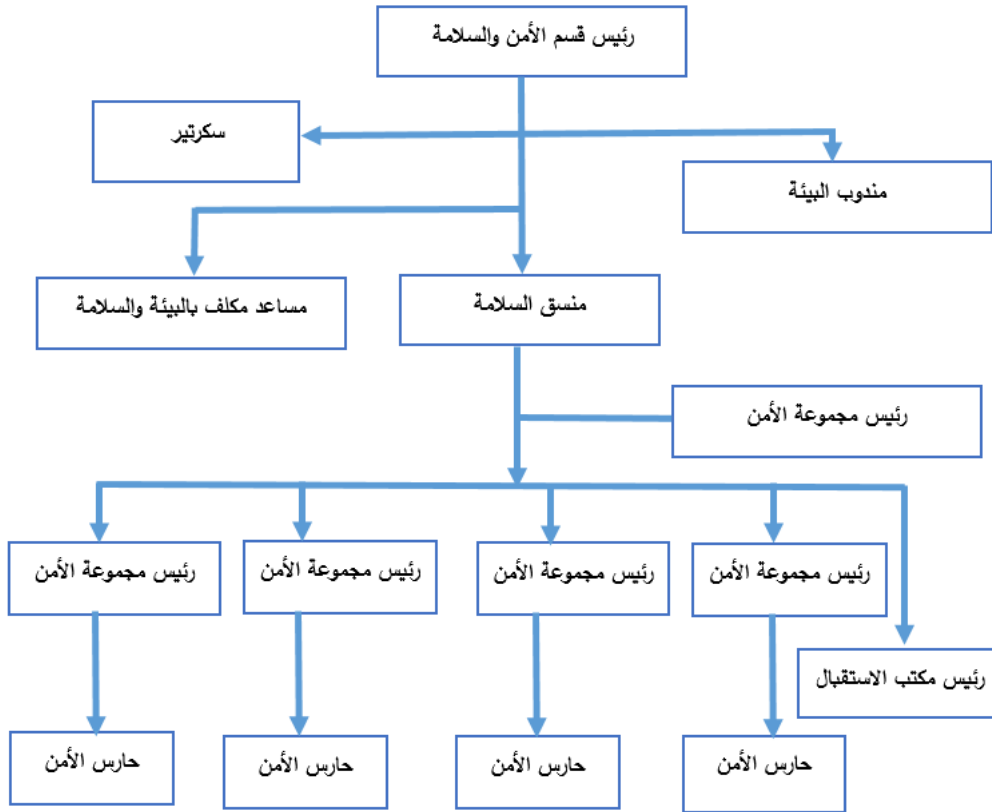 رئيس قسم الأمن والسلامة
سكرتير
مندوب البيئة
منسق السلامة
مساعد مكلف بالبيئة والسلامة
رئيس مجموعة الأمن
رئيس مجموعة الأمن
رئيس مجموعة الأمن
رئيس مجموعة الأمن
رئيس مجموعة الأمن
رئيس مكتب الاستقبال
حارس الأمن
حارس الأمن
حارس الأمن
حارس الأمن